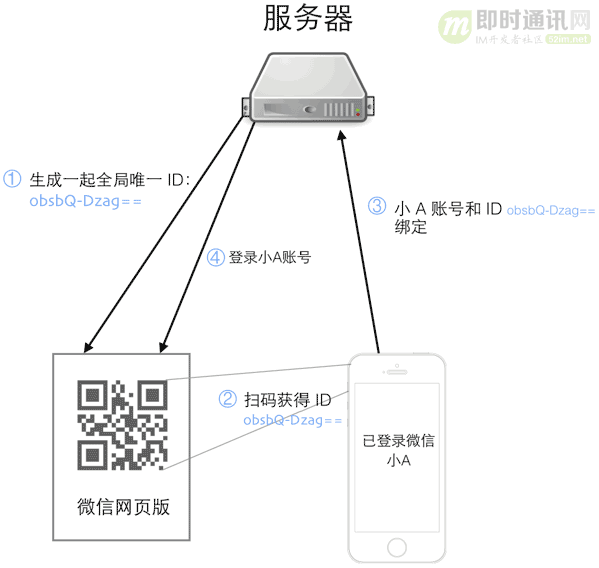 服务器
m 即时通讯网
IM开发者社区 52im.net
① 生成一起全局唯一 ID：
obsbQ-Dzag==
③ 小 A 账号和 ID obsbQ-Dzag==
绑定
④ 登录小A账号
② 扫码获得 ID
obsbQ-Dzag==
已登录微信
小A
微信网页版